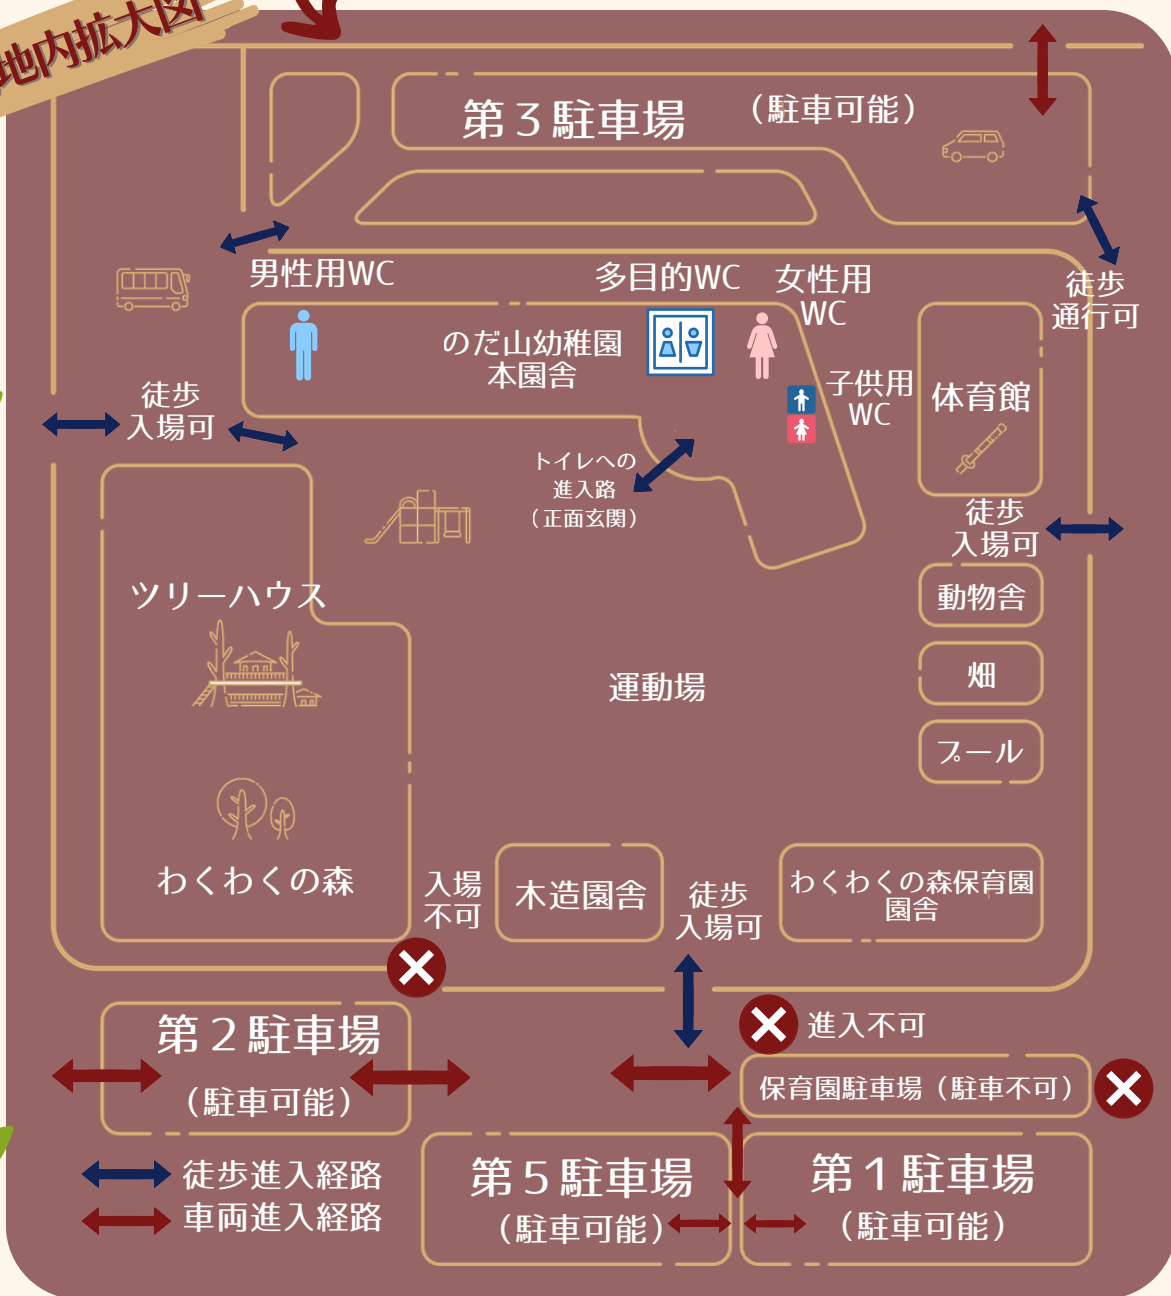 地内拡大図
第３駐車場
（駐車可能）
男性用WC
多目的WC
女性用
WC
徒歩
通行可
のだ山幼稚園
本園舎
子供用
WC
体育館
徒歩
入場可
トイレへの
進入路
（正面玄関）
徒歩
入場可
動物舎
ツリーハウス
畑
運動場
プール
わくわくの森
入場
不可
木造園舎
徒歩
入場可
わくわくの森保育園
園舎
進入不可
第２駐車場
（駐車可能）
保育園駐車場（駐車不可）
第５駐車場
（駐車可能）
第１駐車場
（駐車可能）
徒歩進入経路
車両進入経路